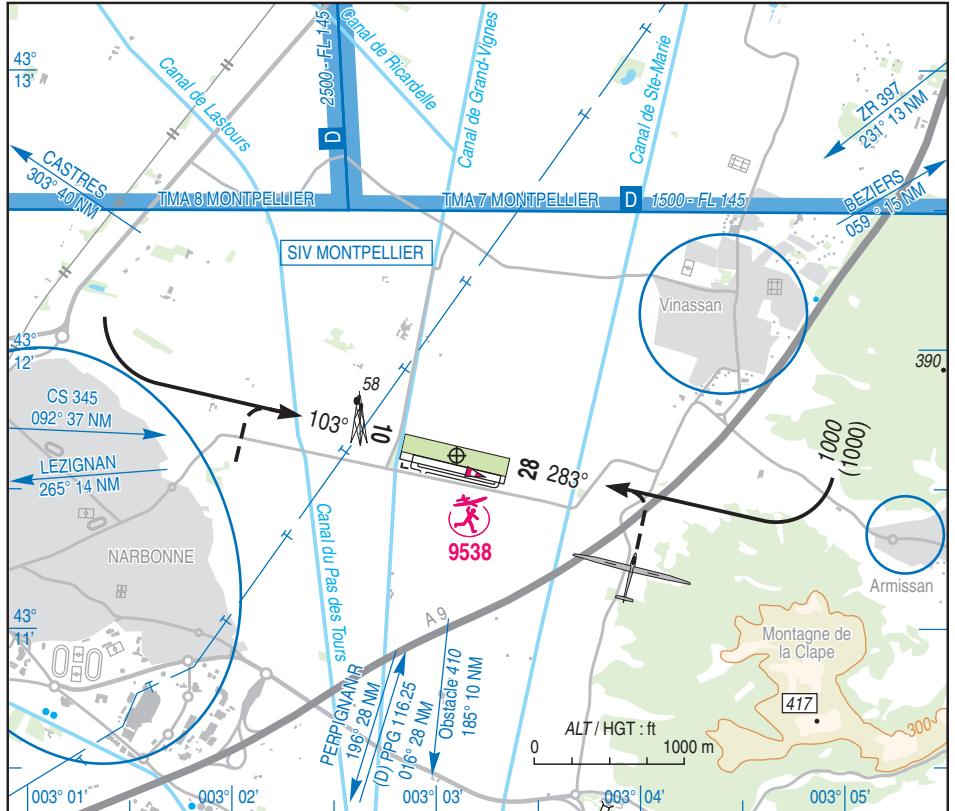 43°
13'
Canal de Lastours
2500 - FL 145
D
Canal de Ricardelle
Canal de Grand-Vignes
Canal de Ste-Marie
ZR 397
231° 13 NM
CASTRES
303° 40 NM
TMA 8 MONTPELLIER
TMA 7 MONTPELLIER
D
1500 - FL 145
BEZIERS
059 ° 15 NM
SIV MONTPELLIER
Vinassan
43°
12'
390
58
CS 345
092° 37 NM
103°
10
28
283°
1000
(1000)
LEZIGNAN
265° 14 NM
9538
NARBONNE
Canal du Pas des Tours
Armissan
43°
11'
A 9
Montagne de
la Clape
417
300
PERPIGNAN R
196° 28 NM
(D) PPG 116.25
016° 28 NM
Obstacle 410
185° 10 NM
ALT / HGT : ft
0
1000 m
003° 01'
003° 02'
003° 03'
003° 04'
003° 05'